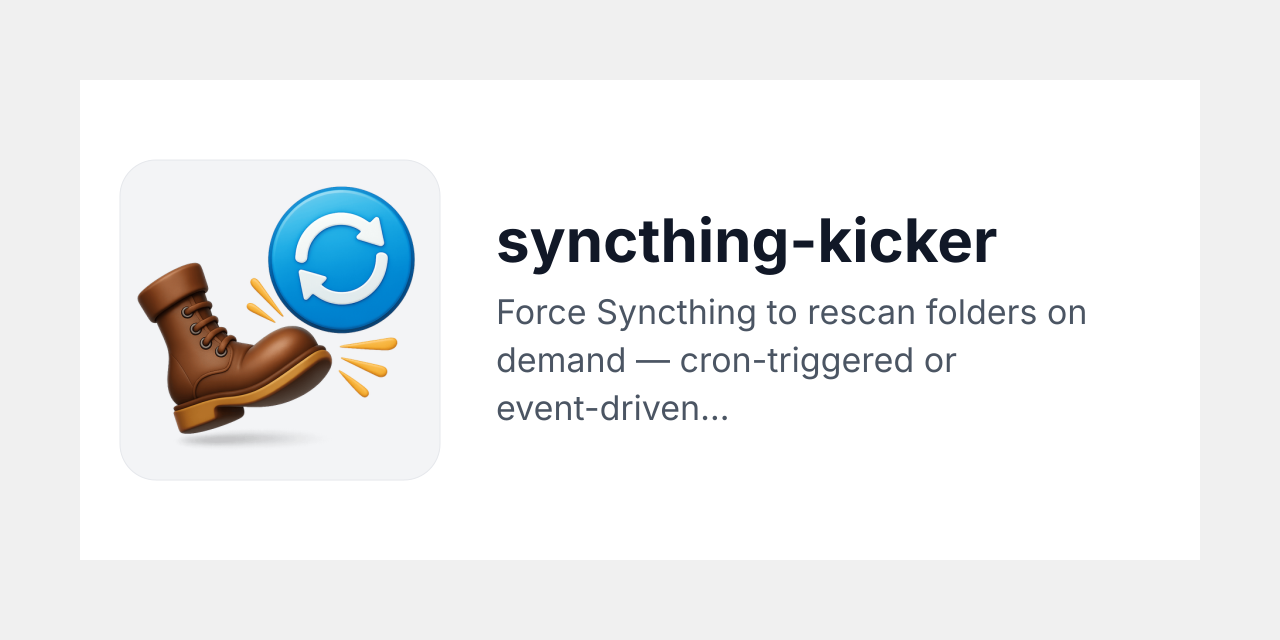 syncthing-kicker
Force Syncthing to rescan folders on
demand — cron-triggered or
event-driven...